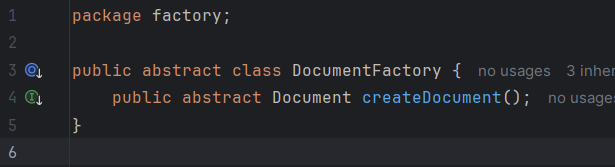 1 package factory;
2
3 public abstract class DocumentFactory { no usages 3 inher
4 public abstract Document createDocument(); no usages
5 }
6